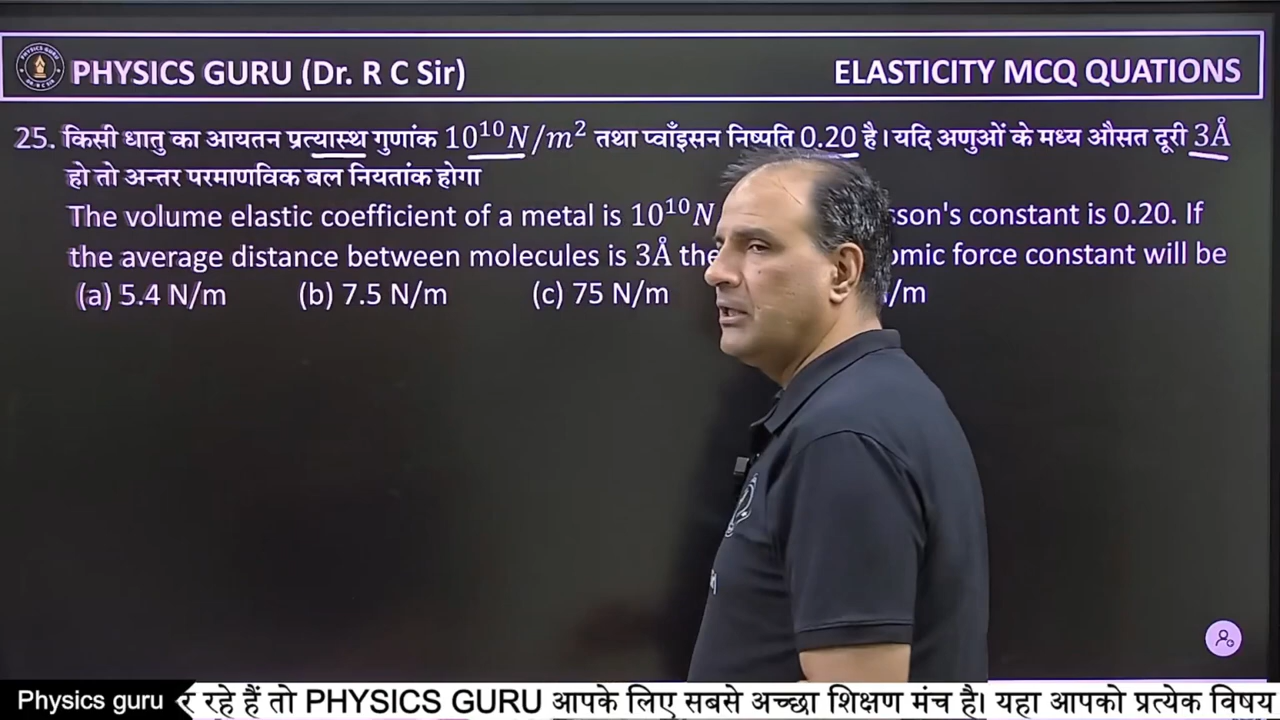 PHYSICS GURU (Dr. R C Sir)
ELASTICITY MCQ QUATIONS
25. किसी धातु का आयतन प्रत्यास्थ गुणांक 10¹⁰N/m² तथा प्वाँइसन निष्पति 0.20 है। यदि अणुओं के मध्य औसत दूरी 3Å
हो तो अन्तर परमाणविक बल नियतांक होगा
The volume elastic coefficient of a metal is 10¹⁰N sson's constant is 0.20. If
the average distance between molecules is 3Å the omic force constant will be
(a) 5.4 N/m (b) 7.5 N/m (c) 75 N/m /m
Physics guru
रहे हैं तो PHYSICS GURU आपके लिए सबसे अच्छा शिक्षण मंच है। यहा आपको प्रत्येक विषय